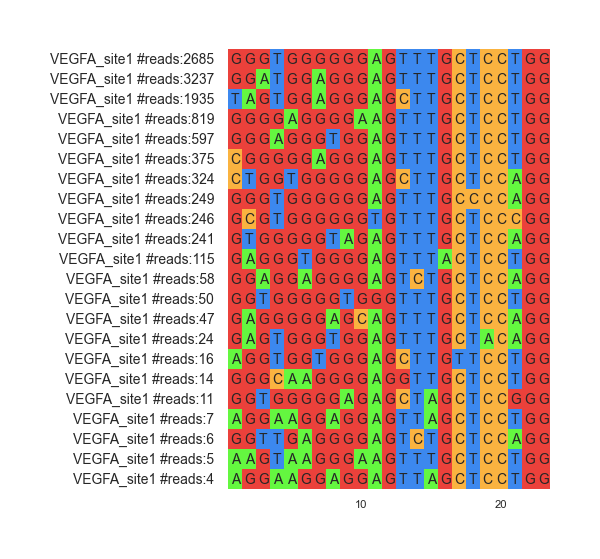 VEGFA_site1 #reads:2685 GGGTGGGGGGAGTTTGCTCCTGG
VEGFA_site1 #reads:3237 GGATGGAGGGAGTTTGCTCCTGG
VEGFA_site1 #reads:1935 TAGTGGAGGGAGCTTGCTCCTGG
VEGFA_site1 #reads:819 GGGGAGGGGAAGTTTGCTCCTGG
VEGFA_site1 #reads:597 GGGAGGGTGGAGTTTGCTCCTGG
VEGFA_site1 #reads:375 CGGGGGAGGGAGTTTGCTCCTGG
VEGFA_site1 #reads:324 CTGGTGGGGGAGCTTGCTCCAGG
VEGFA_site1 #reads:249 GGGTGGGGGGAGTTTGCCCCAGG
VEGFA_site1 #reads:246 GCGTGGGGGGTGTTTGCTCCCGG
VEGFA_site1 #reads:241 GTGGGGGTAGAGTTTGCTCCAGG
VEGFA_site1 #reads:115 GAGGGTGGGGAGTTTACTCCTGG
VEGFA_site1 #reads:58 GGAGGAGGGGAGTCTGCTCCAGG
VEGFA_site1 #reads:50 GGTGGGGGTGGGTTTGCTCCTGG
VEGFA_site1 #reads:47 GAGGGGGAGCAGTTTGCTCCAGG
VEGFA_site1 #reads:24 GAGTGGGTGGAGTTTGCTACAGG
VEGFA_site1 #reads:16 AGGTGGTGGGAGCTTGTTCCTGG
VEGFA_site1 #reads:14 GGGCAAGGGGAGGTTGCTCCTGG
VEGFA_site1 #reads:11 GGTGGGGGAGAGCTAGCTCCGGG
VEGFA_site1 #reads:7 AGGAAGGAGGAGTTAGCTCCTGG
VEGFA_site1 #reads:6 GGTTGAGGGGAGTCTGCTCCAGG
VEGFA_site1 #reads:5 AAGTAAGGGAAGTTTGCTCCTGG
VEGFA_site1 #reads:4 AGGAAGGAGGAGTTAGCTCCTGG
10 20